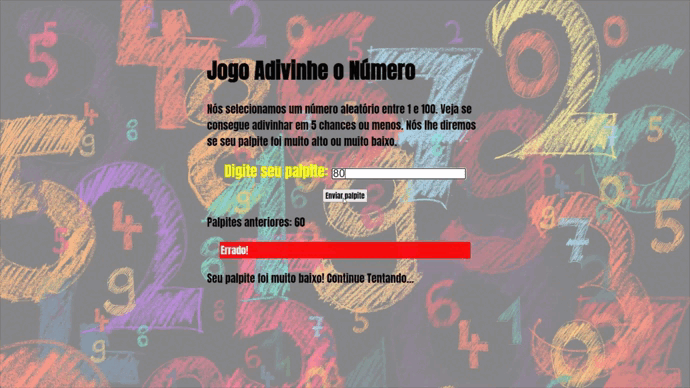 Jogo Adivinhe o Número
Nós selecionamos um número aleatório entre 1 e 100. Veja se
consegue adivinhar em 5 chances ou menos. Nós lhe diremos
se seu palpite foi muito alto ou muito baixo.
Digite seu palpite: 80
Enviar palpite
Palpites anteriores: 60
Errado!
Seu palpite foi muito baixo! Continue Tentando...